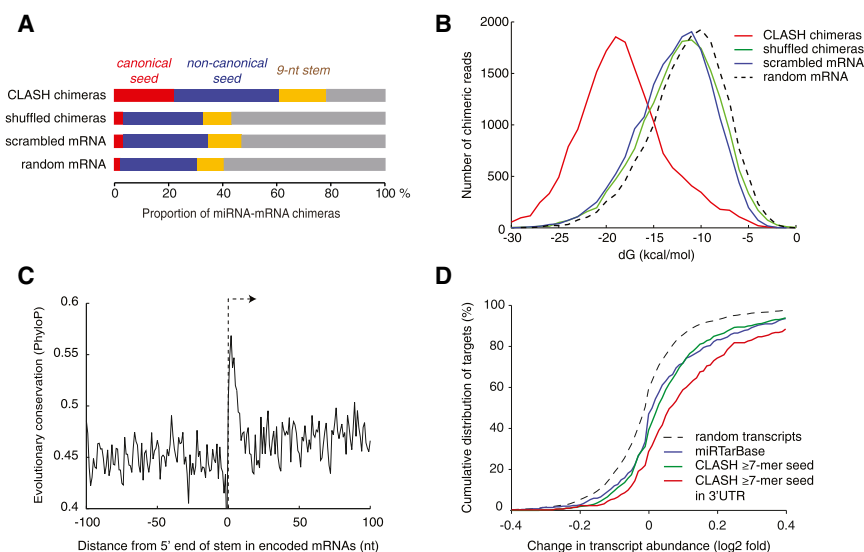 A
canonical
seed
non-canonical
seed
9-nt stem
CLASH chimeras
shuffled chimeras
scrambled mRNA
random mRNA
0 20 40 60 80 100 %
Proportion of miRNA-mRNA chimeras
B
Number of chimeric reads
2000
1500
1000
500
0
-30 -25 -20 -15 -10 -5 0
dG (kcal/mol)
CLASH chimeras
shuffled chimeras
scrambled mRNA
random mRNA
C
Evolutionary conservation (PhyloP)
0.6
0.55
0.5
0.45
0.4
-100 -50 0 50 100
Distance from 5' end of stem in encoded mRNAs (nt)
D
Cumulative distribution of targets (%)
100
80
60
40
20
0
-0.4 -0.2 0 0.2 0.4
Change in transcript abundance (log2 fold)
random transcripts
miRTarBase
CLASH ≥7-mer seed
CLASH ≥7-mer seed
in 3'UTR